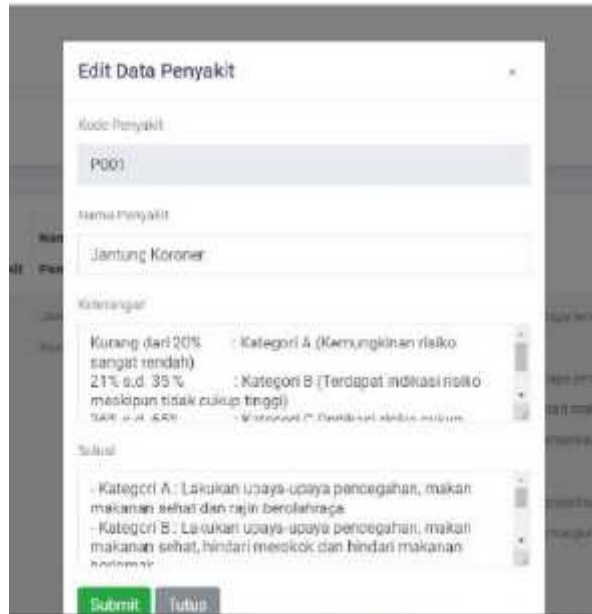 Edit Data Penyakit
×
Kode Penyakit
P001
Nama Penyakit
Jantung Koroner
Keterangan
Kurang dari 20% : Kategori A (Kemungkinan risiko
sangat rendah)
21% s.d. 35 % : Kategori B (Terdapat indikasi risiko
meskipun tidak cukup tinggi)
Solusi
- Kategori A : Lakukan upaya-upaya pencegahan, makan
makanan sehat dan rajin berolahraga
- Kategori B : Lakukan upaya-upaya pencegahan, makan
makanan sehat, hindari merokok dan hindari makanan
Submit
Tutup